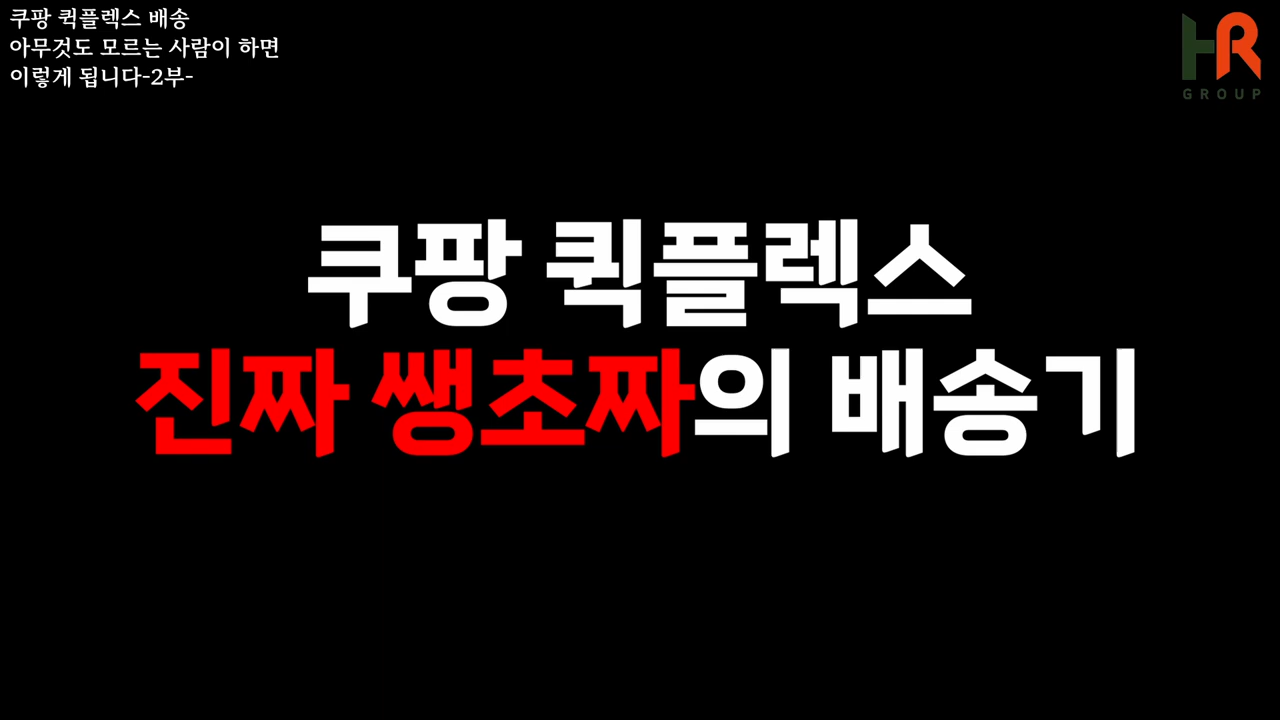 쿠팡 퀵플렉스 배송
아무것도 모르는 사람이 하면
이렇게 됩니다-2부-
HR
GROUP
쿠팡 퀵플렉스
진짜 쌩초짜의 배송기